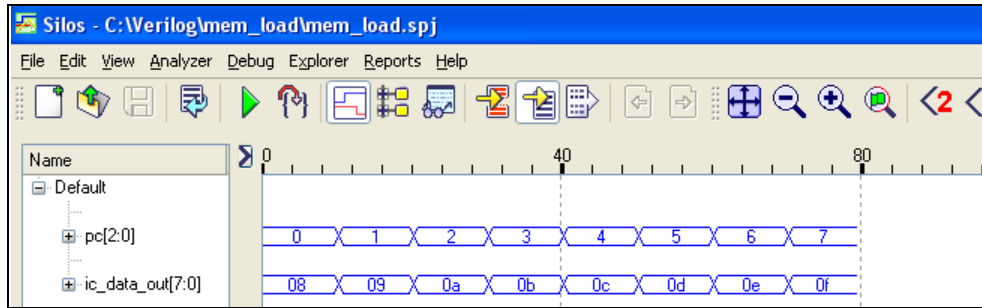 Silos - C:\Verilog\mem_load\mem_load.spj
File Edit View Analyzer Debug Explorer Reports Help
2
Name 0 40 80
Default
pc[2:0] 0 1 2 3 4 5 6 7
ic_data_out[7:0] 08 09 0a 0b 0c 0d 0e 0f